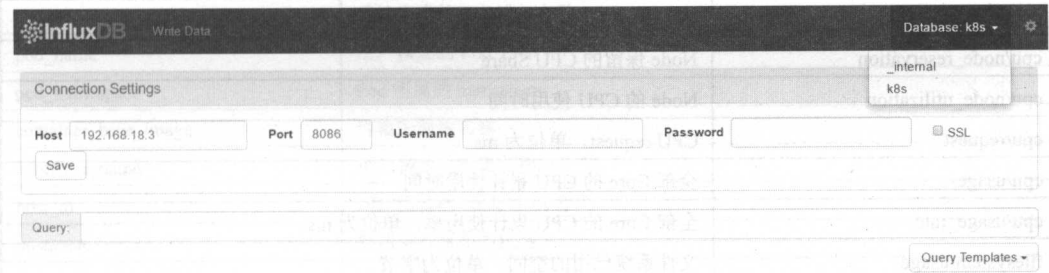 InfluxDB Write Data Database: k8s
_internal
k8s
Connection Settings
Host 192.168.18.3 Port 8086 Username Password SSL
Save
Query:
Query Templates